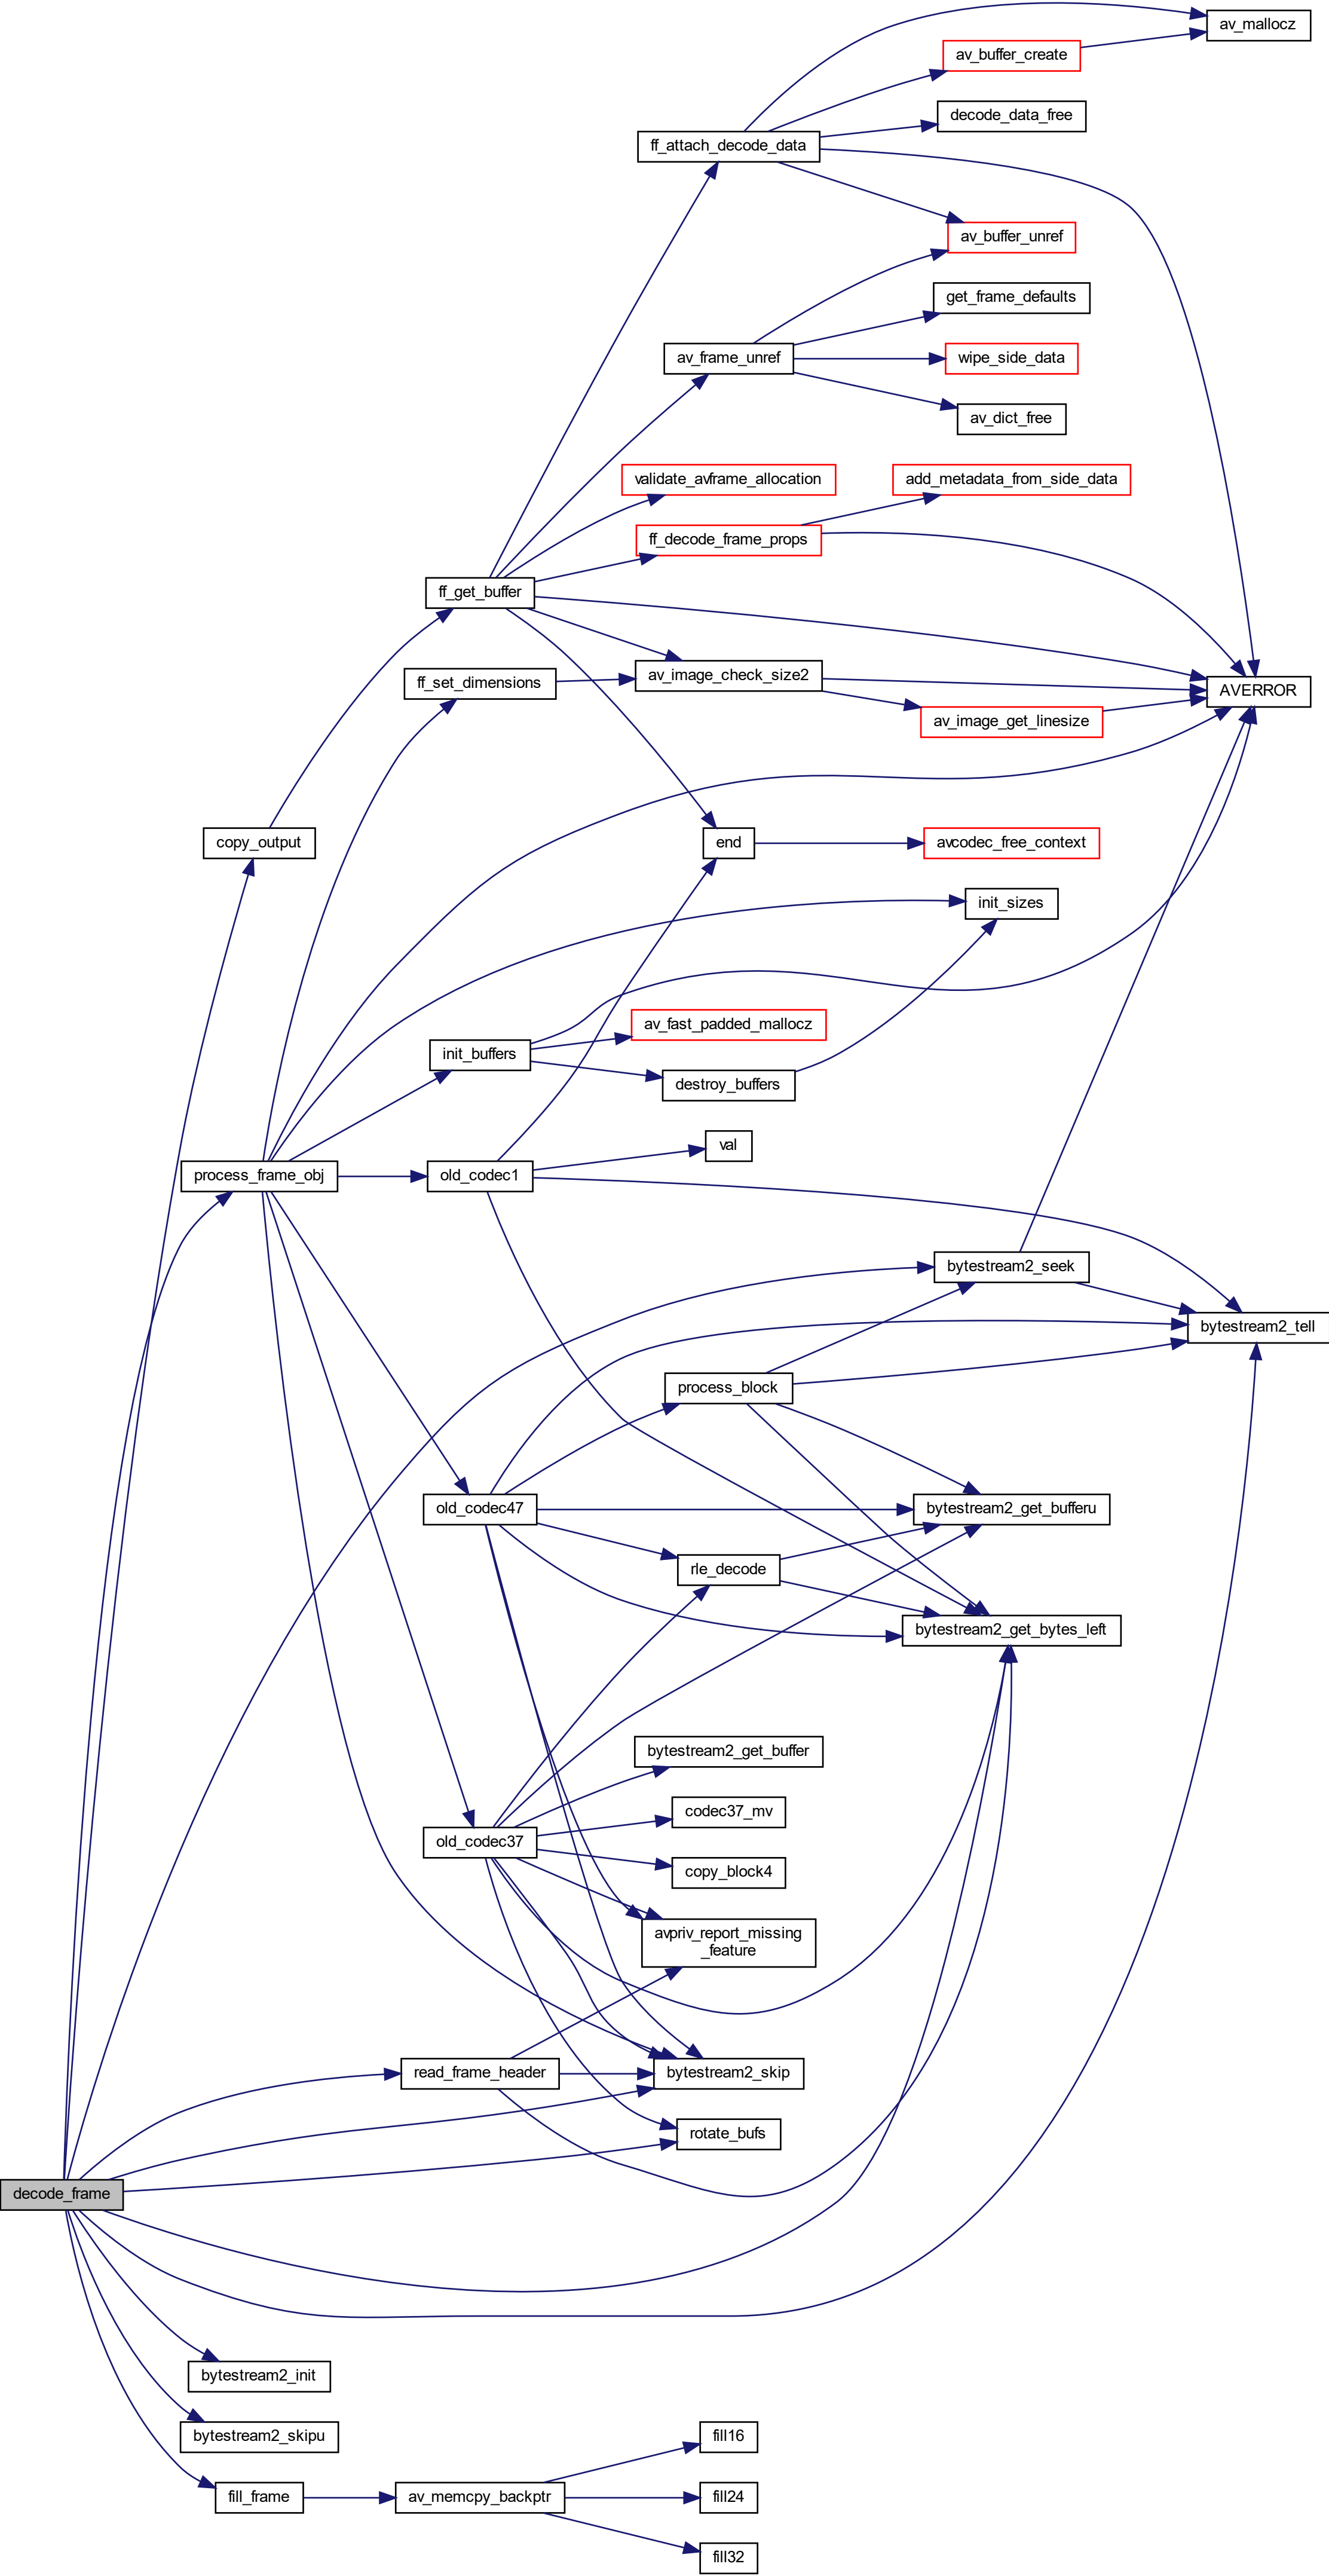 av_mallocz
av_buffer_create
decode_data_free
ff_attach_decode_data
av_buffer_unref
get_frame_defaults
av_frame_unref
wipe_side_data
av_dict_free
validate_avframe_allocation
add_metadata_from_side_data
ff_decode_frame_props
ff_get_buffer
ff_set_dimensions
av_image_check_size2
AVERROR
av_image_get_linesize
copy_output
end
avcodec_free_context
init_sizes
av_fast_padded_mallocz
init_buffers
destroy_buffers
val
process_frame_obj
old_codec1
bytestream2_seek
bytestream2_tell
process_block
old_codec47
bytestream2_get_bufferu
rle_decode
bytestream2_get_bytes_left
bytestream2_get_buffer
codec37_mv
old_codec37
copy_block4
avpriv_report_missing
_feature
read_frame_header
bytestream2_skip
rotate_bufs
decode_frame
bytestream2_init
bytestream2_skipu
fill16
fill_frame
av_memcpy_backptr
fill24
fill32